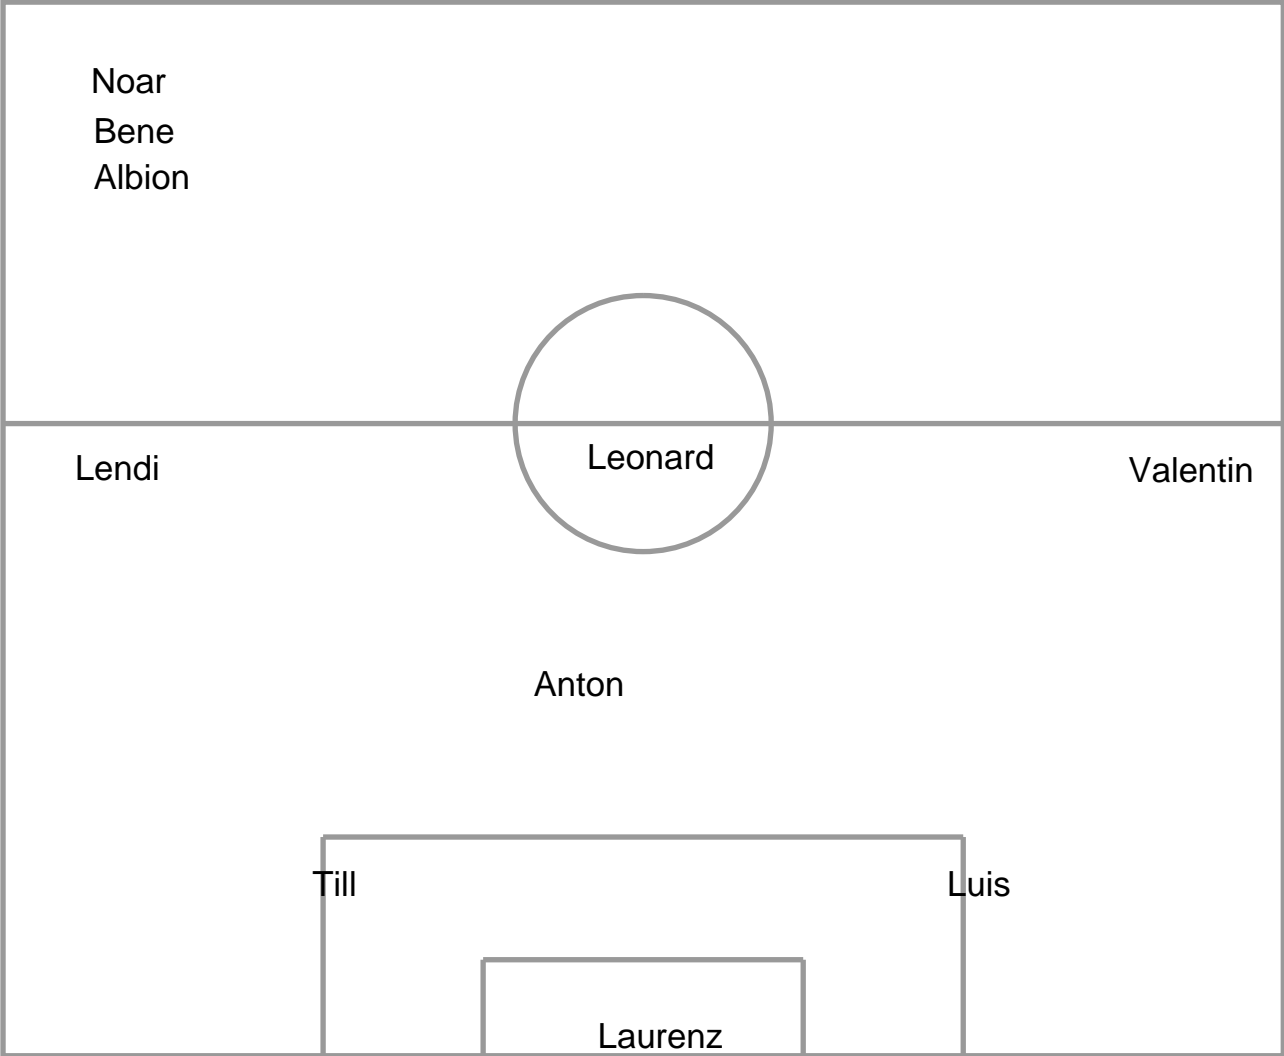 Noar
Bene
Albion
Leonard
Lendi
Valentin
Anton
Till
Luis
Laurenz